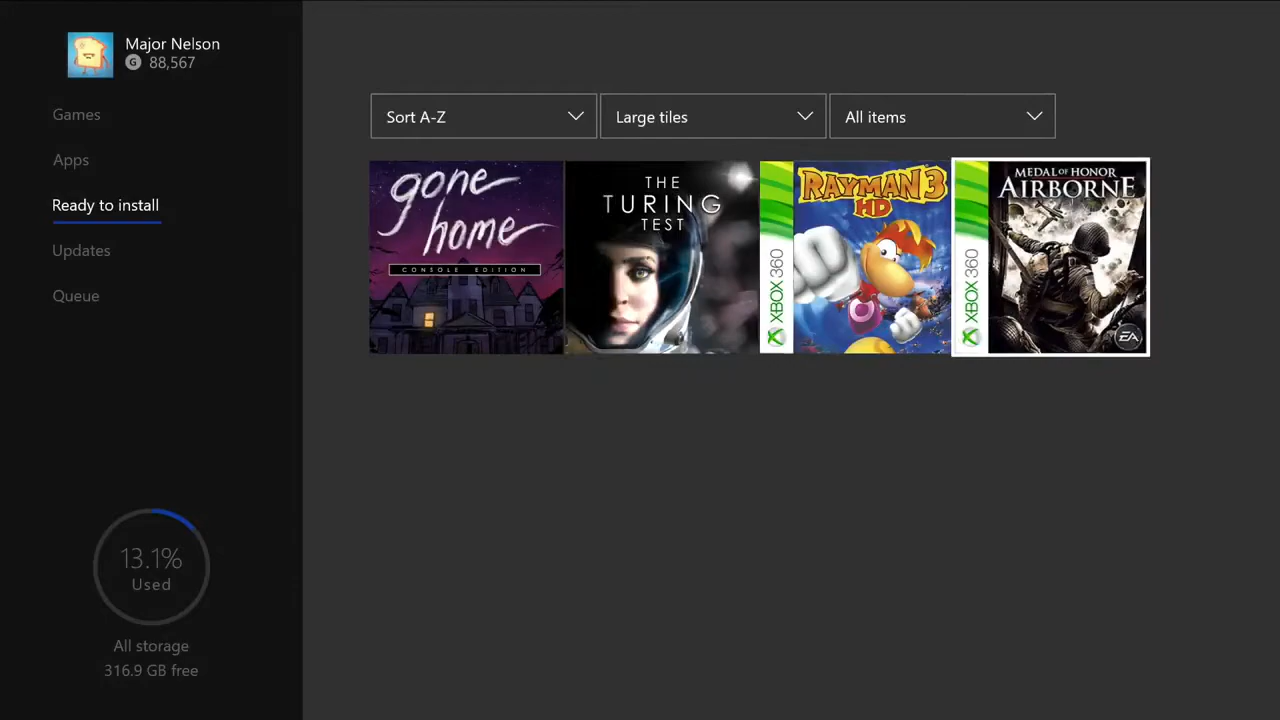 Major Nelson
G 88,567
Games
Apps
Ready to install
Updates
Queue
13.1%
Used
All storage
316.9 GB free
Sort A-Z
Large tiles
All items
gone
home
CONSOLE EDITION
THE
TURING
TEST
XBOX 360
RAYMAN 3
HD
XBOX 360
MEDAL OF HONOR
AIRBORNE
EA